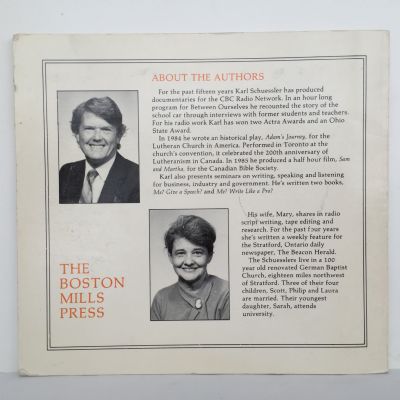 ABOUT THE AUTHORS
For the past fifteen years Karl Schuessler has produced
documentaries for the CBC Radio Network. In an hour long
program for Between Ourselves he recounted the story of the
school car through interviews with former students and teachers.
For his radio work Karl has won two Actra Awards and an Ohio
State Award.
In 1984 he wrote an historical play, Adam's Journey, for the
Lutheran Church in America. Performed in Toronto at the
church's convention, it celebrated the 200th anniversary of
Lutheranism in Canada. In 1985 he produced a half hour film, Sam
and Martha, for the Canadian Bible Society.
Karl also presents seminars on writing, speaking and listening
for business, industry and government. He's written two books,
Me? Give a Speech? and Me? Write Like a Pro?
His wife, Mary, shares in radio
script writing, tape editing and
research. For the past four years
she's written a weekly feature for
the Stratford, Ontario daily
newspaper, The Beacon Herald.
The Schuesslers live in a 100
year old renovated German Baptist
Church, eighteen miles northwest
of Stratford. Three of their four
children, Scott, Philip and Laura
are married. Their youngest
daughter, Sarah, attends
university.
THE
BOSTON
MILLS
PRESS